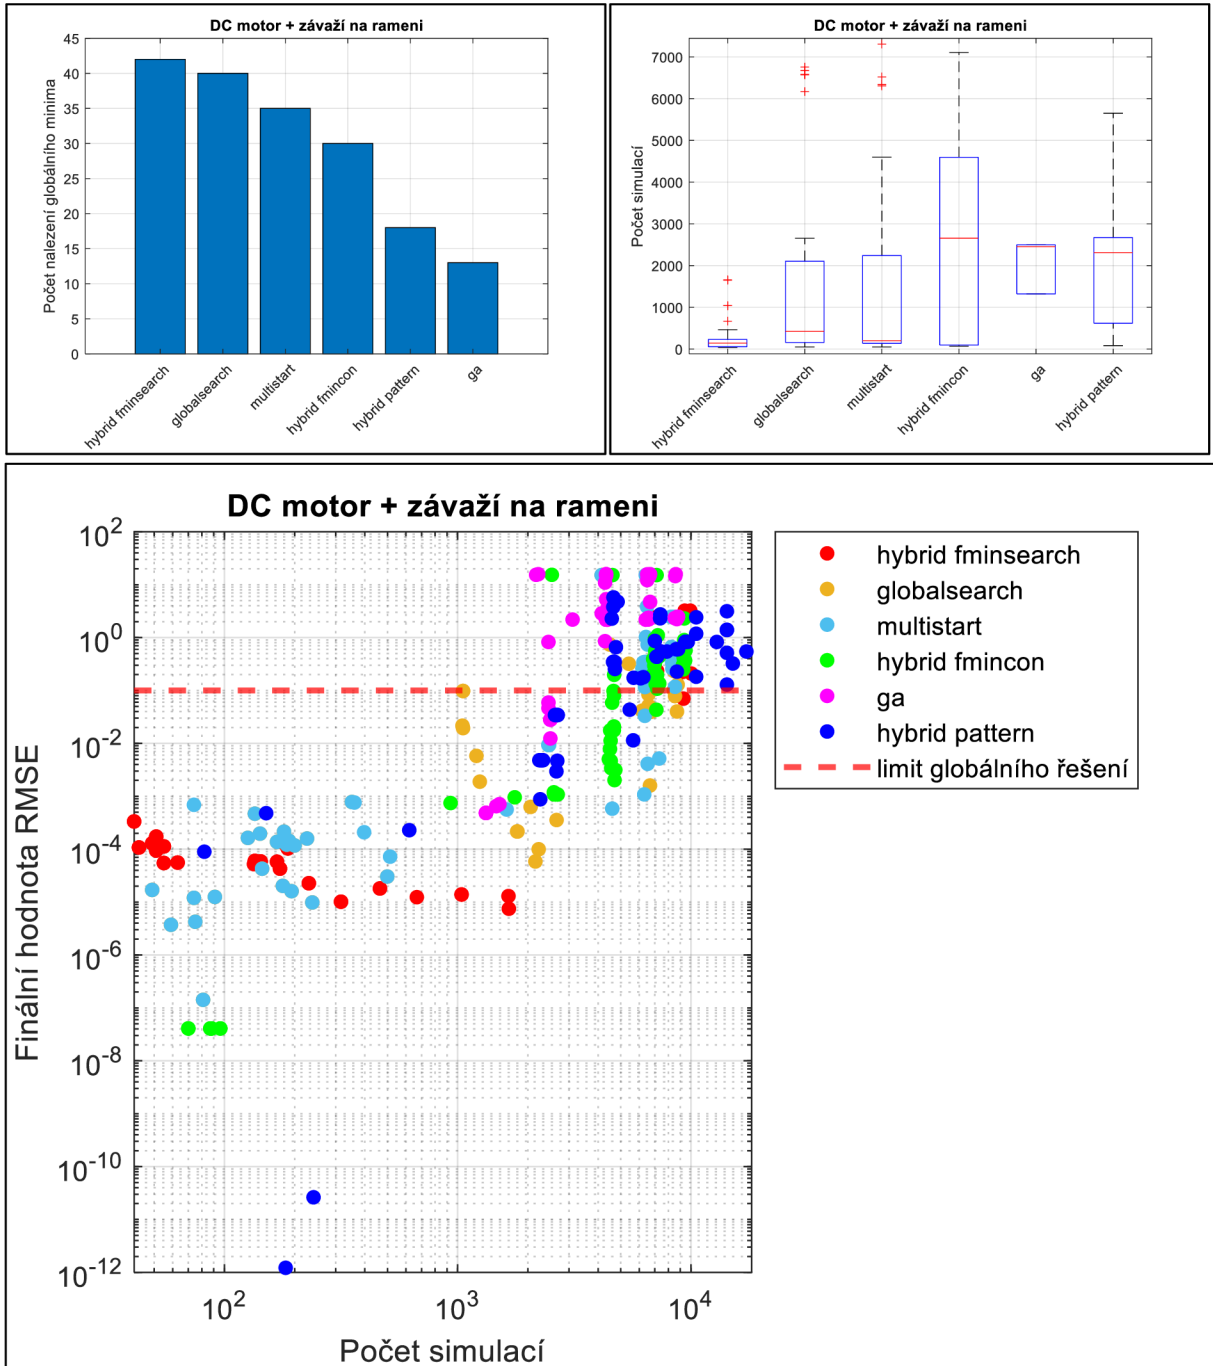 DC motor + závaží na rameni
Počet nalezení globálního minima
45
40
35
30
25
20
15
10
5
0
hybrid fminsearch
globalsearch
multistart
hybrid fmincon
hybrid pattern
ga
DC motor + závaží na rameni
Počet simulací
7000
6000
5000
4000
3000
2000
1000
0
hybrid fminsearch
globalsearch
multistart
hybrid fmincon
ga
hybrid pattern
DC motor + závaží na rameni
Finální hodnota RMSE
10^2
10^0
10^-2
10^-4
10^-6
10^-8
10^-10
10^-12
10^2
10^3
10^4
Počet simulací
hybrid fminsearch
globalsearch
multistart
hybrid fmincon
ga
hybrid pattern
limit globálního řešení